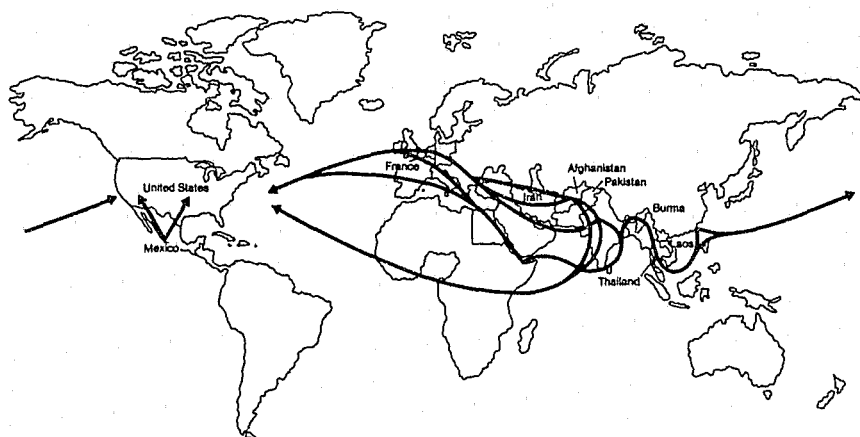 Afghanistan
France
Pakistan
United States
Iran
Burma
Mexico
Laos
Thailand